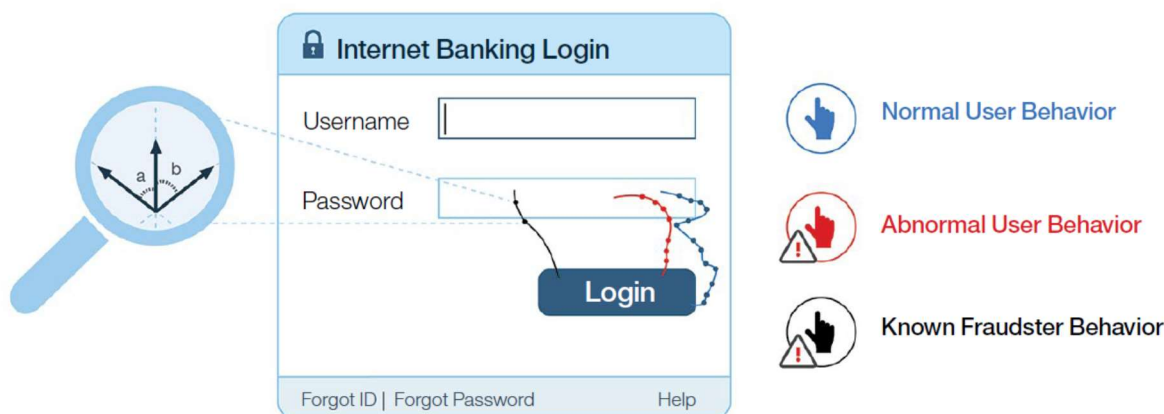 Internet Banking Login
Username
Password
a
b
Login
Forgot ID | Forgot Password
Help
Normal User Behavior
Abnormal User Behavior
Known Fraudster Behavior